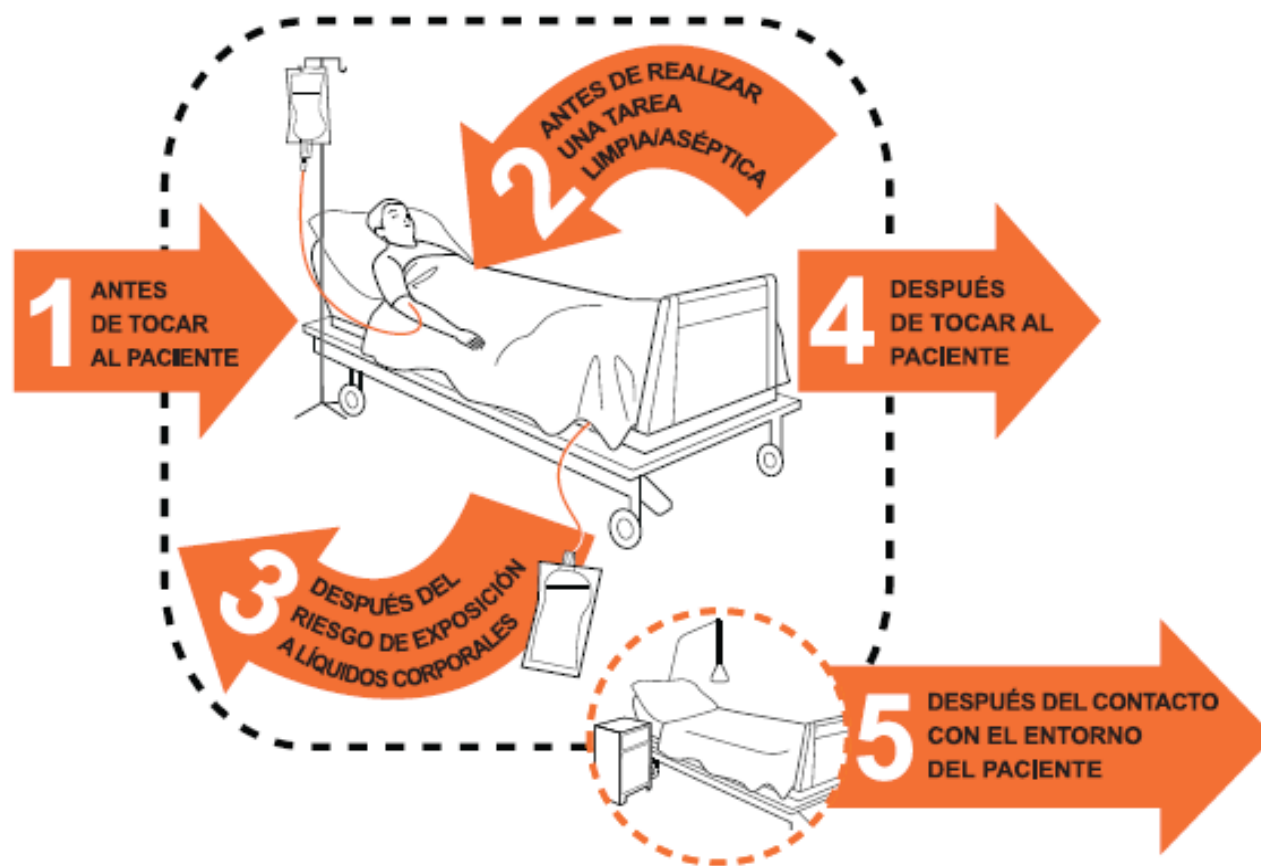 1
ANTES
DE TOCAR
AL PACIENTE
2
ANTES DE REALIZAR
UNA TAREA
LIMPIA/ASÉPTICA
3
DESPUÉS DEL
RIESGO DE EXPOSICIÓN
A LÍQUIDOS CORPORALES
4
DESPUÉS
DE TOCAR AL
PACIENTE
5
DESPUÉS DEL CONTACTO
CON EL ENTORNO
DEL PACIENTE